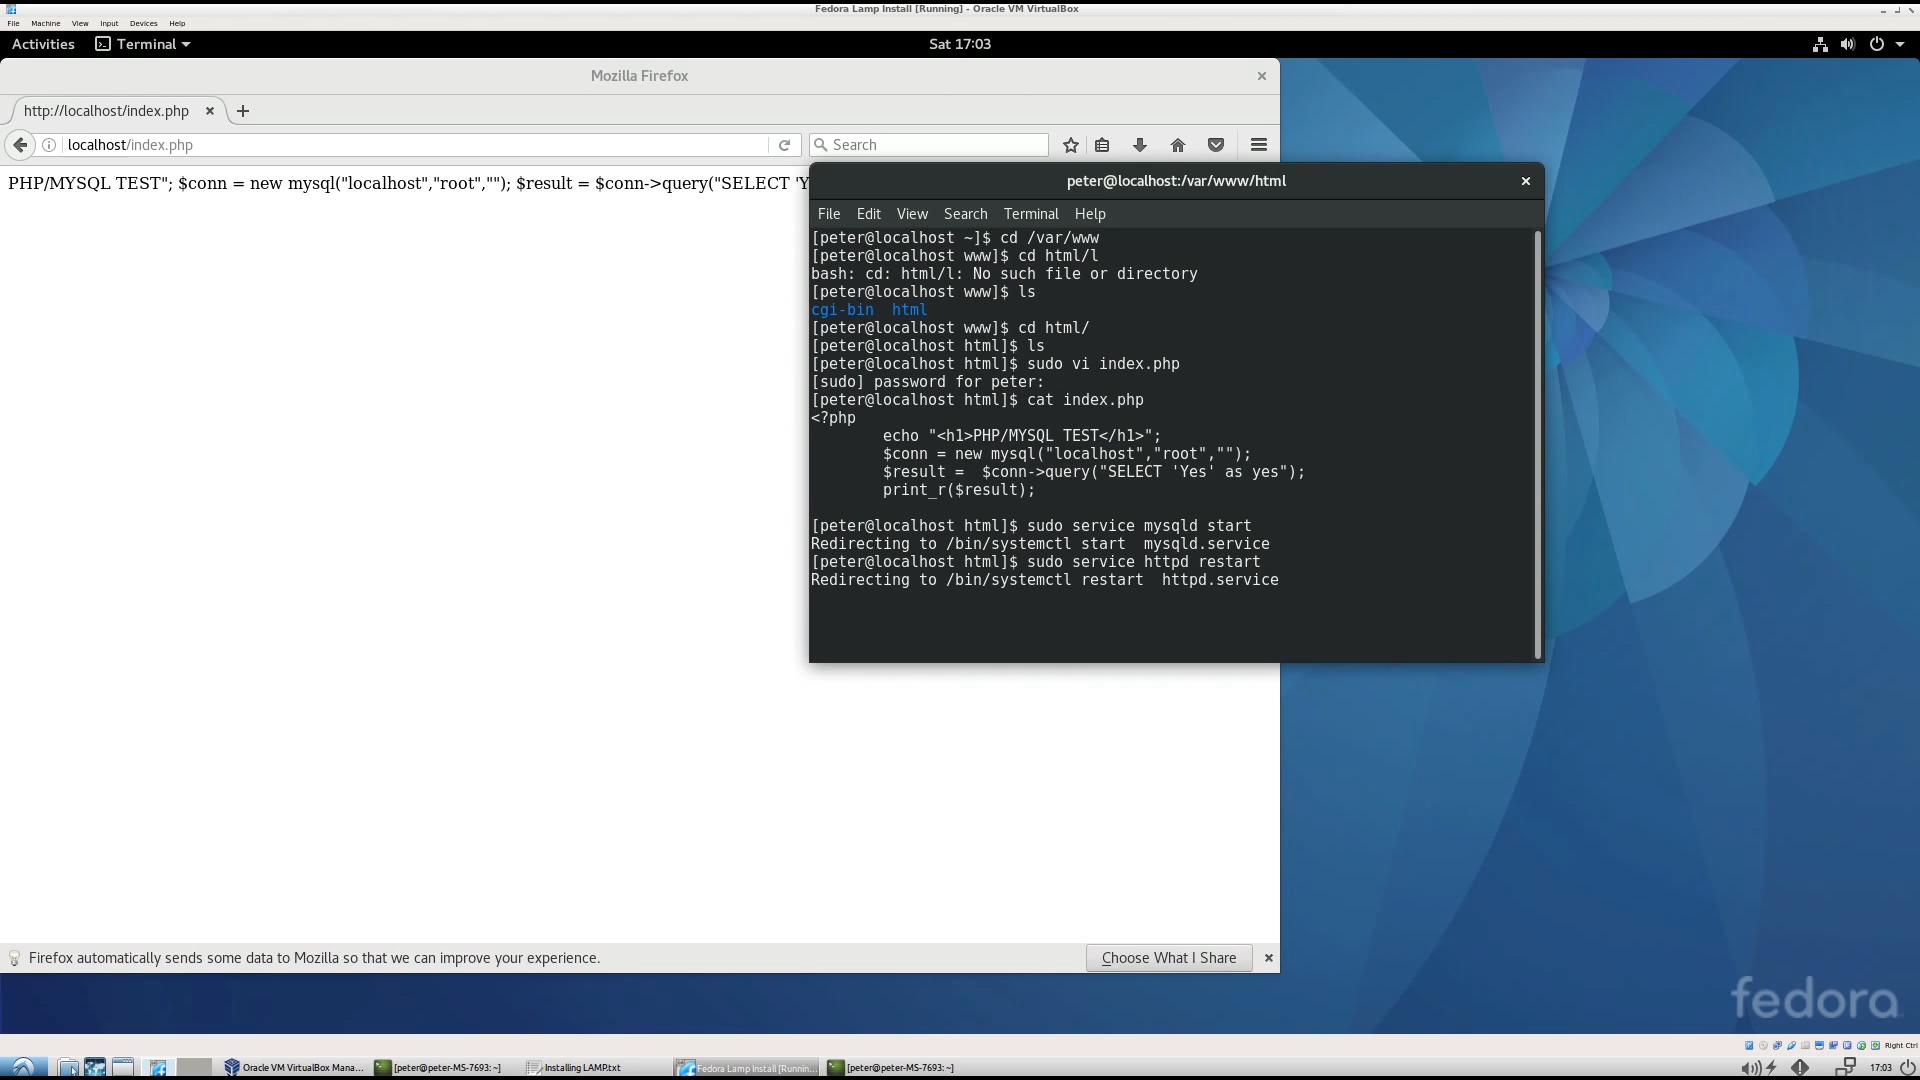 Fedora Lamp Install [Running] - Oracle VM VirtualBox
File Machine View Input Devices Help
Activities Terminal Sat 17:03
Mozilla Firefox
http://localhost/index.php
localhost/index.php Search
PHP/MYSQL TEST"; $conn = new mysql("localhost","root",""); $result = $conn->query("SELECT 'Y
peter@localhost:/var/www/html
File Edit View Search Terminal Help
[peter@localhost ~]$ cd /var/www
[peter@localhost www]$ cd html/l
bash: cd: html/l: No such file or directory
[peter@localhost www]$ ls
cgi-bin  html
[peter@localhost www]$ cd html/
[peter@localhost html]$ ls
[peter@localhost html]$ sudo vi index.php
[sudo] password for peter:
[peter@localhost html]$ cat index.php
<?php
echo "<h1>PHP/MYSQL TEST</h1>";
$conn = new mysql("localhost","root","");
$result =  $conn->query("SELECT 'Yes' as yes");
print_r($result);
[peter@localhost html]$ sudo service mysqld start
Redirecting to /bin/systemctl start  mysqld.service
[peter@localhost html]$ sudo service httpd restart
Redirecting to /bin/systemctl restart  httpd.service
Firefox automatically sends some data to Mozilla so that we can improve your experience. Choose What I Share
fedora
Right Ctrl
Oracle VM VirtualBox Mana... [peter@peter-MS-7693: ~] Installing LAMP.txt Fedora Lamp Install [Runnin... [peter@peter-MS-7693: ~] 17:03